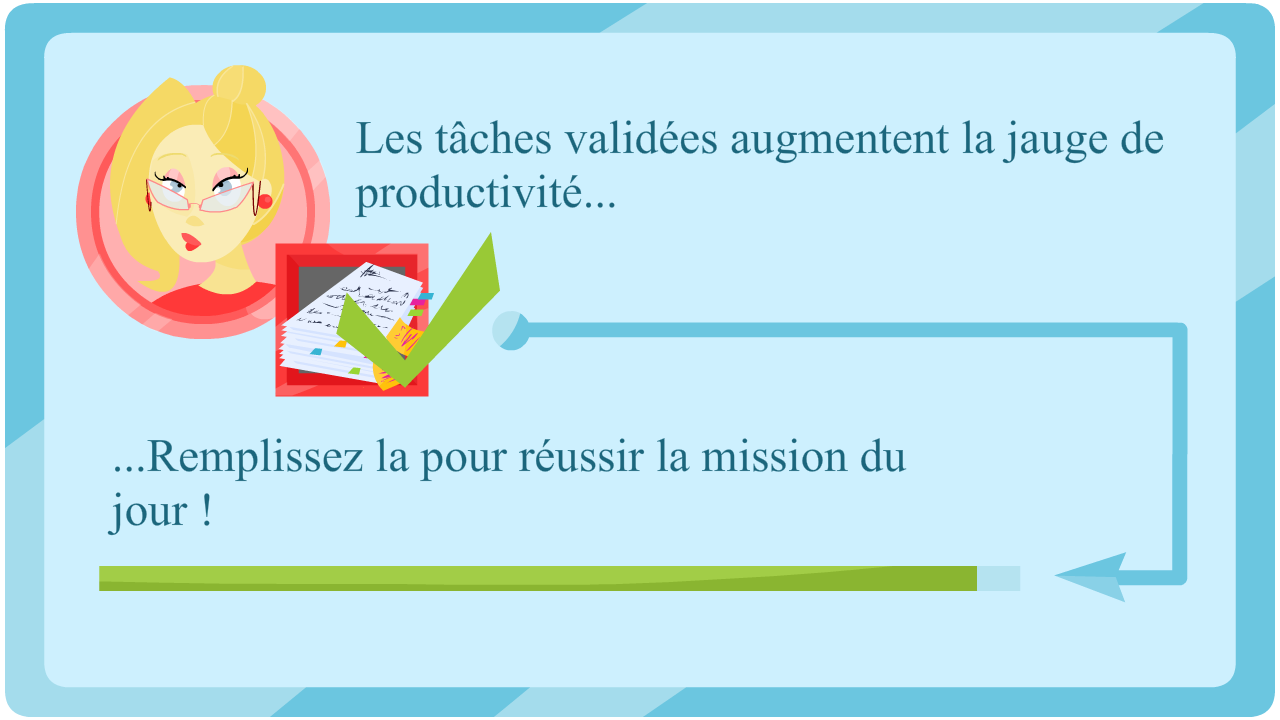 Les tâches validées augmentent la jauge de
productivité...
...Remplissez la pour réussir la mission du
jour !